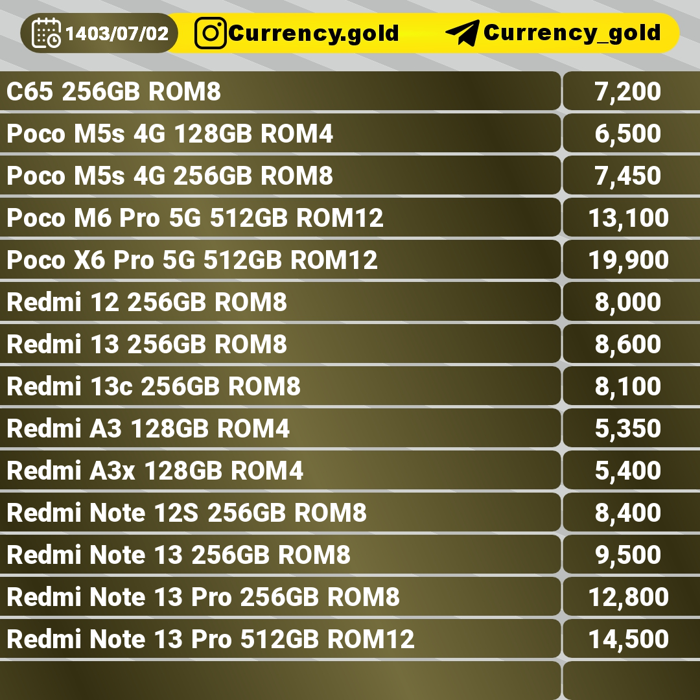 1403/07/02 Currency.gold Currency_gold
C65 256GB ROM8 7,200
Poco M5s 4G 128GB ROM4 6,500
Poco M5s 4G 256GB ROM8 7,450
Poco M6 Pro 5G 512GB ROM12 13,100
Poco X6 Pro 5G 512GB ROM12 19,900
Redmi 12 256GB ROM8 8,000
Redmi 13 256GB ROM8 8,600
Redmi 13c 256GB ROM8 8,100
Redmi A3 128GB ROM4 5,350
Redmi A3x 128GB ROM4 5,400
Redmi Note 12S 256GB ROM8 8,400
Redmi Note 13 256GB ROM8 9,500
Redmi Note 13 Pro 256GB ROM8 12,800
Redmi Note 13 Pro 512GB ROM12 14,500